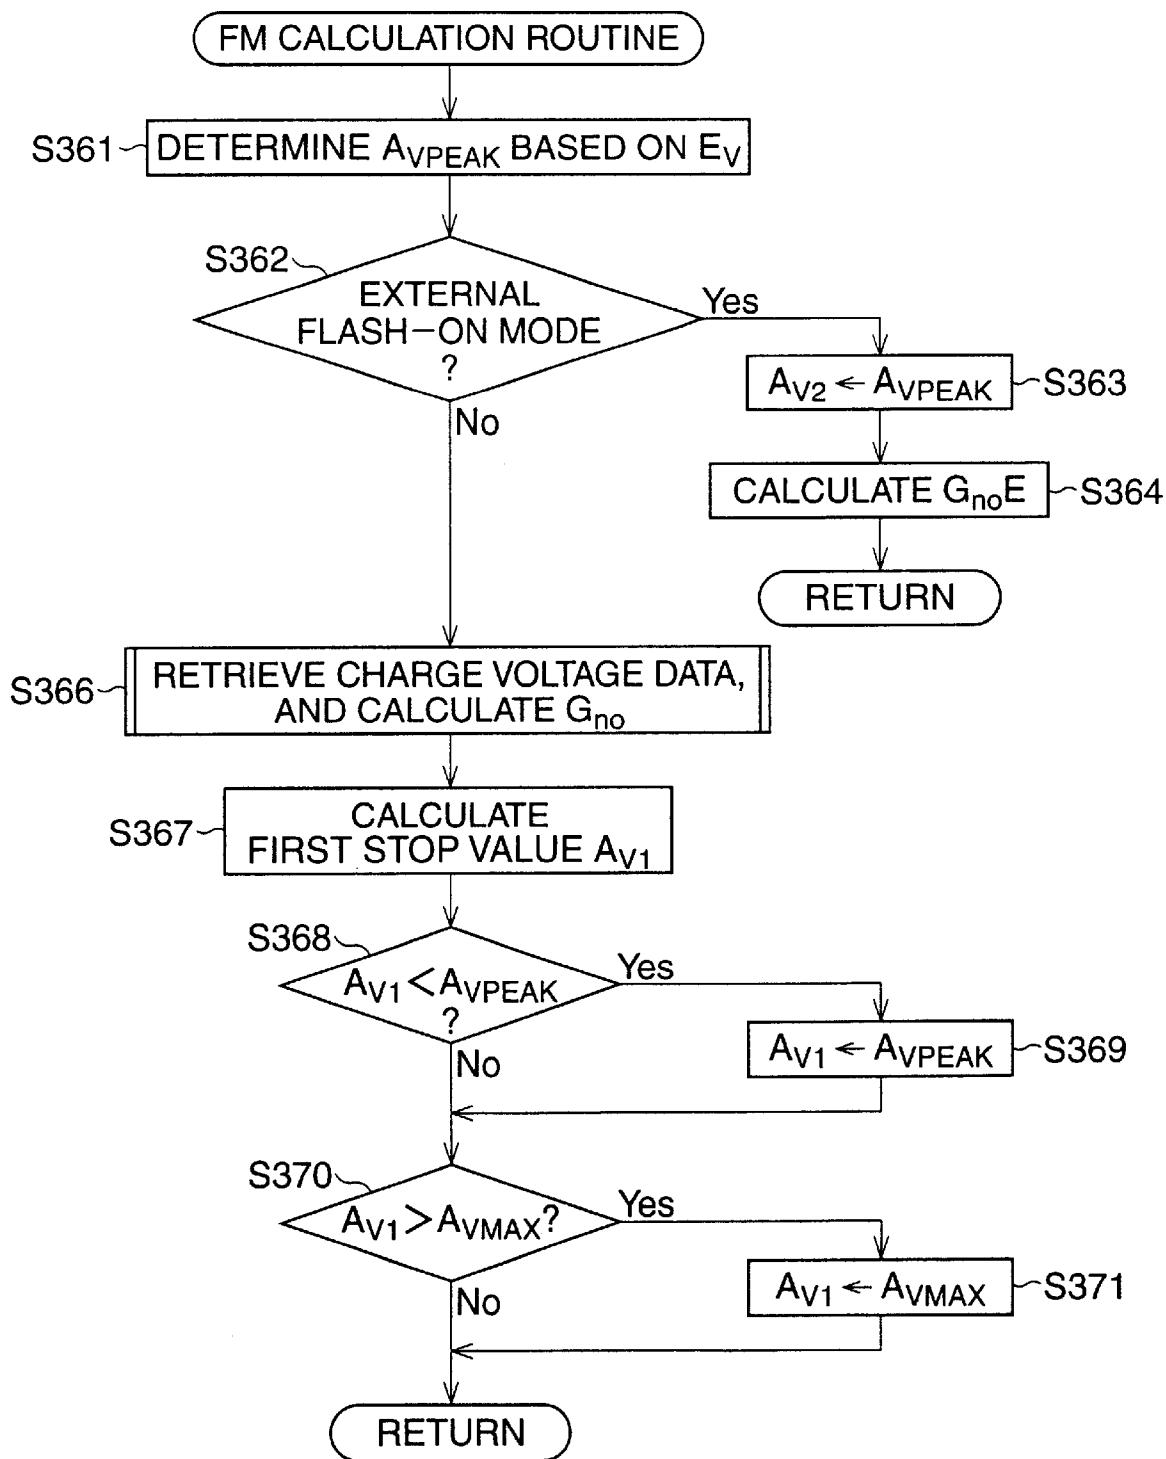 FM CALCULATION ROUTINE
S361
DETERMINE AVPEAK BASED ON EV
S362
EXTERNAL
FLASH-ON MODE
?
Yes
No
AV2 ← AVPEAK
S363
CALCULATE GnoE
S364
RETURN
S366
RETRIEVE CHARGE VOLTAGE DATA,
AND CALCULATE Gno
S367
CALCULATE
FIRST STOP VALUE AV1
S368
AV1 < AVPEAK
?
Yes
No
AV1 ← AVPEAK
S369
S370
AV1 > AVMAX?
Yes
No
AV1 ← AVMAX
S371
RETURN